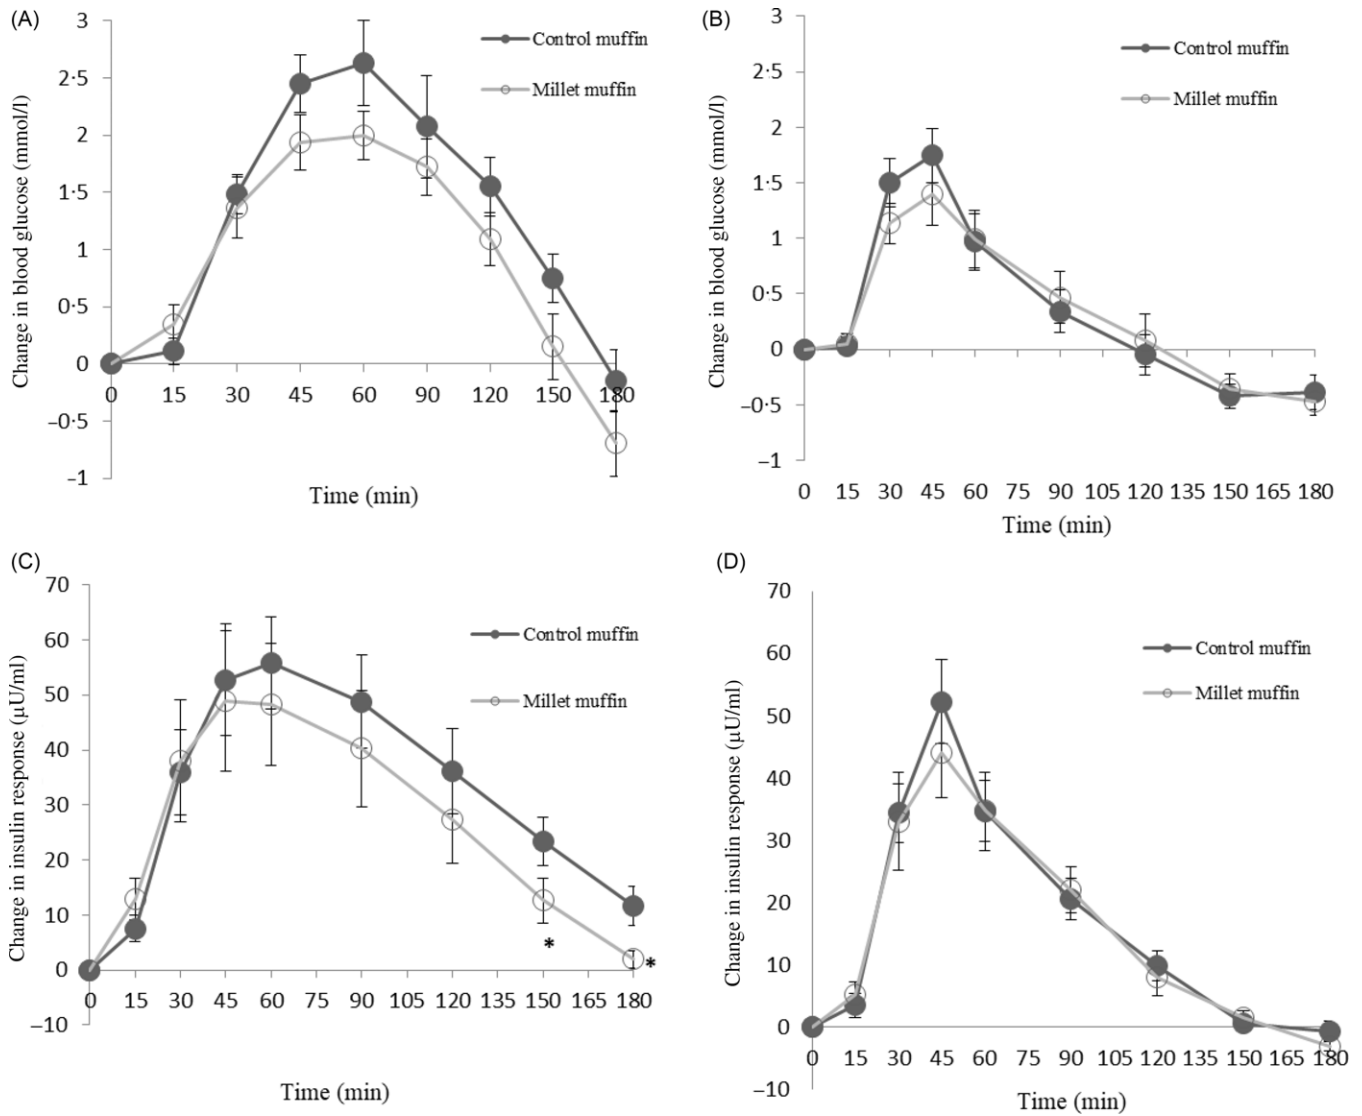 (A)
Change in blood glucose (mmol/l)
3
2·5
2
1·5
1
0·5
0
–0·5
–1
0 15 30 45 60 90 120 150 180
Time (min)
Control muffin
Millet muffin
(B)
Change in blood glucose (mmol/l)
3
2·5
2
1·5
1
0·5
0
–0·5
–1
0 15 30 45 60 75 90 105 120 135 150 165 180
Time (min)
Control muffin
Millet muffin
(C)
Change in insulin response (µU/ml)
70
60
50
40
30
20
10
0
–10
0 15 30 45 60 75 90 105 120 135 150 165 180
Time (min)
Control muffin
Millet muffin
*
*
(D)
Change in insulin response (µU/ml)
70
60
50
40
30
20
10
0
–10
0 15 30 45 60 75 90 105 120 135 150 165 180
Time (min)
Control muffin
Millet muffin